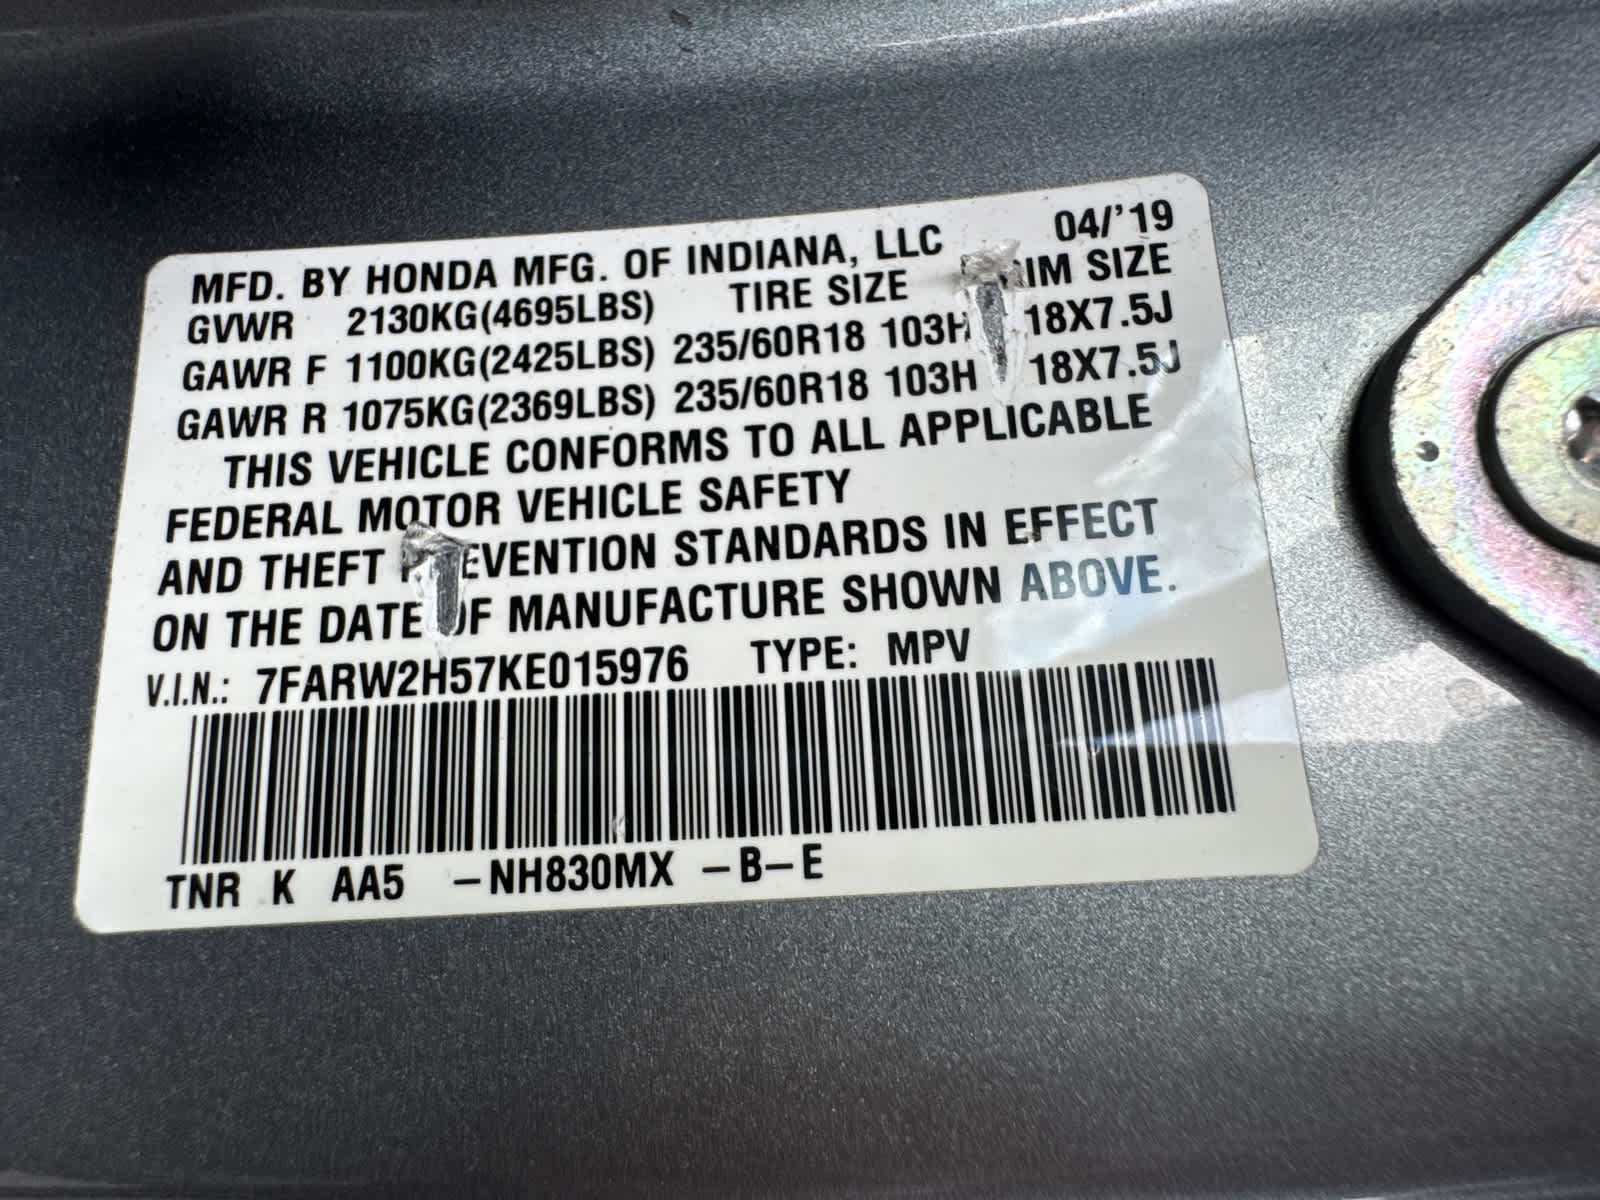 MFD. BY HONDA MFG. OF INDIANA, LLC 04/'19
GVWR 2130KG(4695LBS) TIRE SIZE RIM SIZE
GAWR F 1100KG(2425LBS) 235/60R18 103H 18X7.5J
GAWR R 1075KG(2369LBS) 235/60R18 103H 18X7.5J
THIS VEHICLE CONFORMS TO ALL APPLICABLE
FEDERAL MOTOR VEHICLE SAFETY
AND THEFT PREVENTION STANDARDS IN EFFECT
ON THE DATE OF MANUFACTURE SHOWN ABOVE.
V.I.N.: 7FARW2H57KE015976 TYPE: MPV
TNR K AA5 -NH830MX -B-E